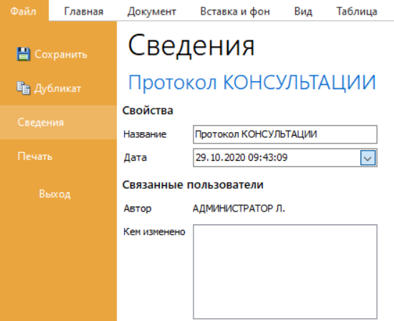 Файл Главная Документ Вставка и фон Вид Таблица
Сохранить
Дубликат
Сведения
Печать
Выход
Сведения
Протокол КОНСУЛЬТАЦИИ
Свойства
Название Протокол КОНСУЛЬТАЦИИ
Дата 29.10.2020 09:43:09
Связанные пользователи
Автор АДМИНИСТРАТОР Л.
Кем изменено